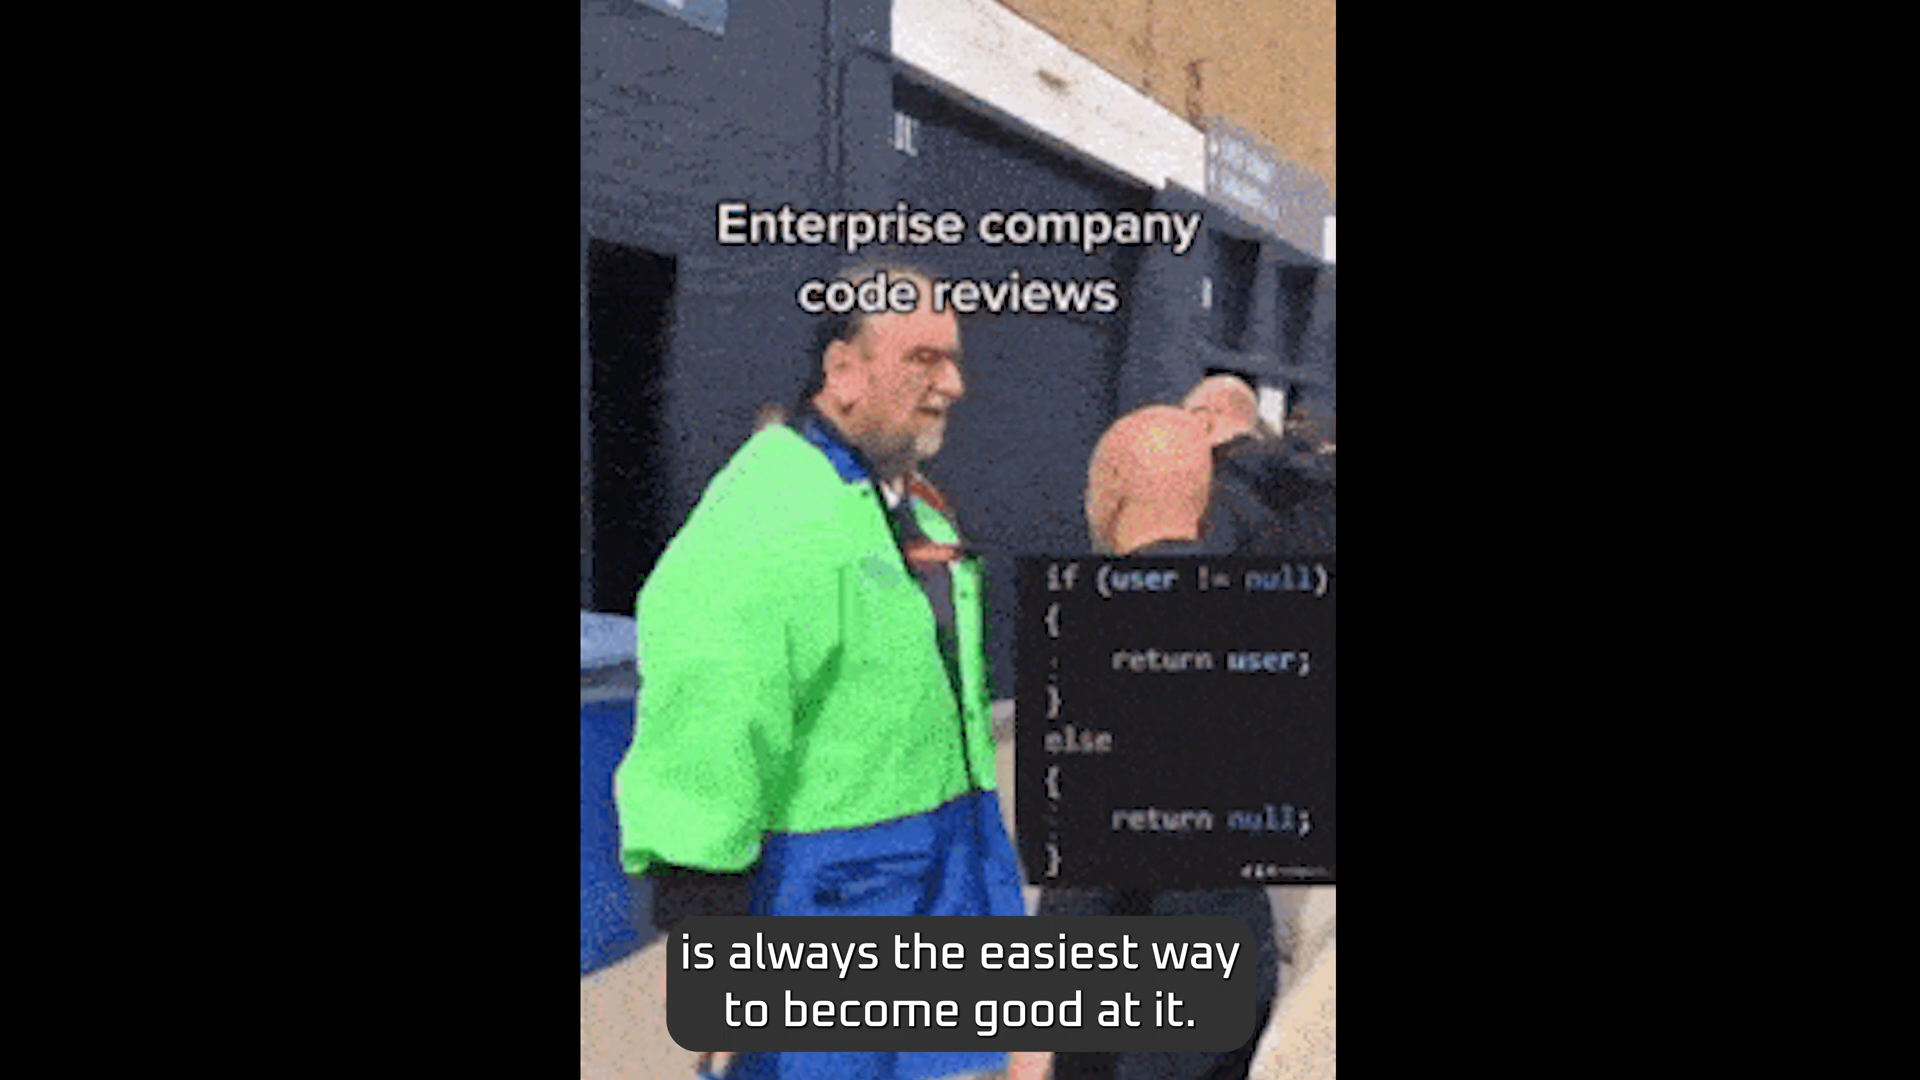 Enterprise company
code reviews
if (user != null)
{
return user;
}
else
{
return null;
}
is always the easiest way
to become good at it.